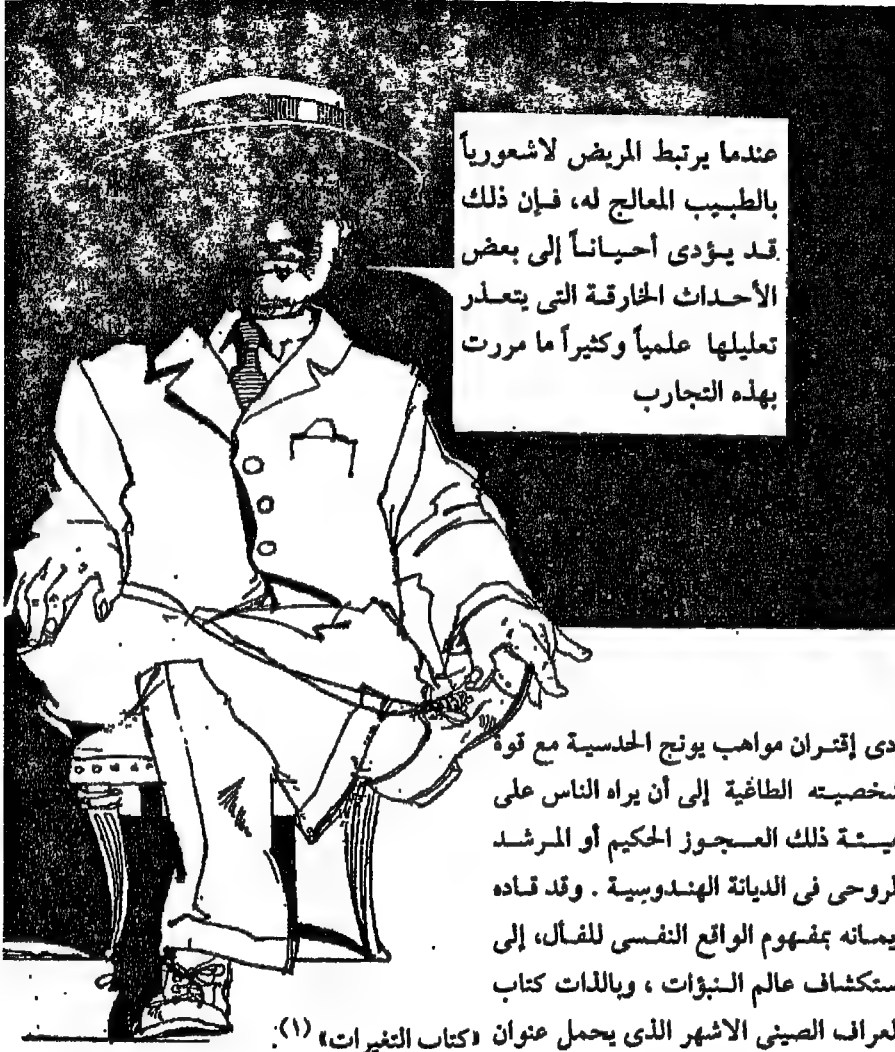 عندما يرتبط المريض لاشعورياً
بالطبيب المعالج له، فإن ذلك
قد يؤدى أحياناً إلى بعض
الأحداث الخارقة التى يتعذر
تعليلها علمياً وكثيراً ما مررت
بهذه التجارب
دى إقتران مواهب يونج الحدسية مع قوة
شخصيته الطاغية إلى أن يراه الناس على
يئة ذلك العجوز الحكيم أو المرشد
لروحى فى الديانة الهندوسية . وقد قاده
يمانه بمفهوم الواقع النفسى للفأل، إلى
ستكشاف عالم النبؤات ، وبالذات كتاب
لعراف الصينى الاشهر الذى يحمل عنوان «كتاب التغيرات» (١).